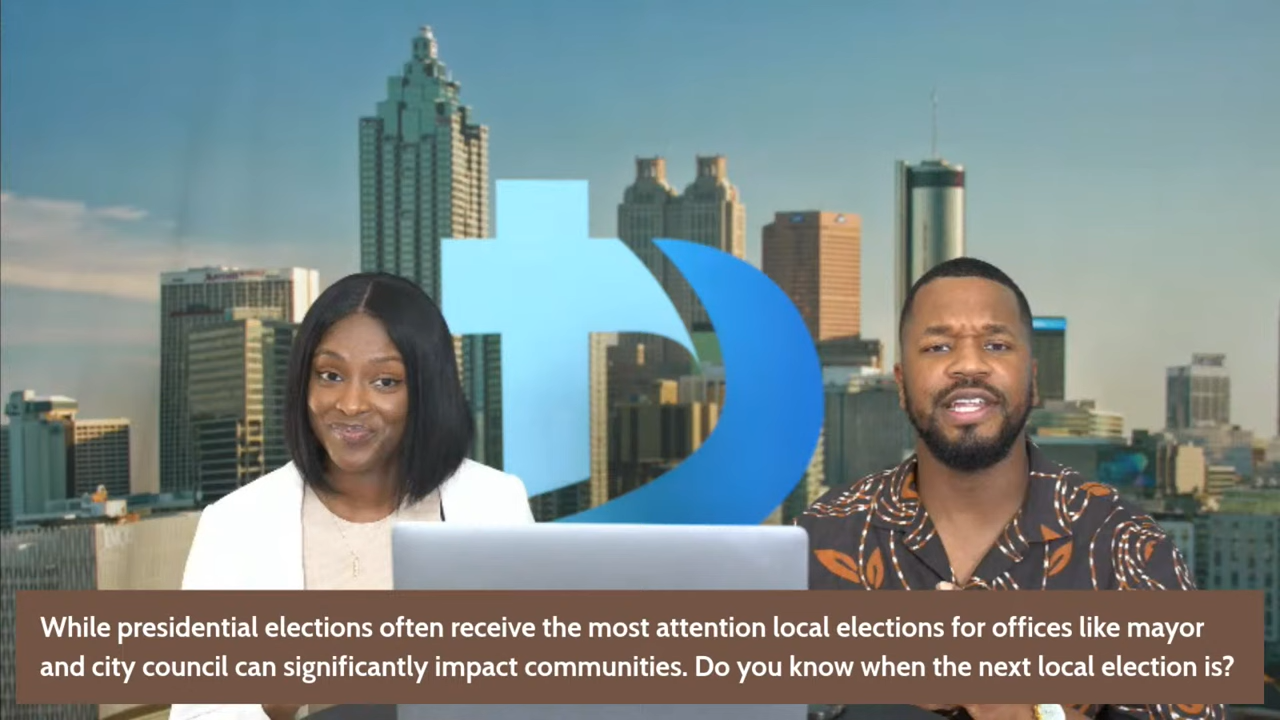 While presidential elections often receive the most attention local elections for offices like mayor
and city council can significantly impact communities. Do you know when the next local election is?